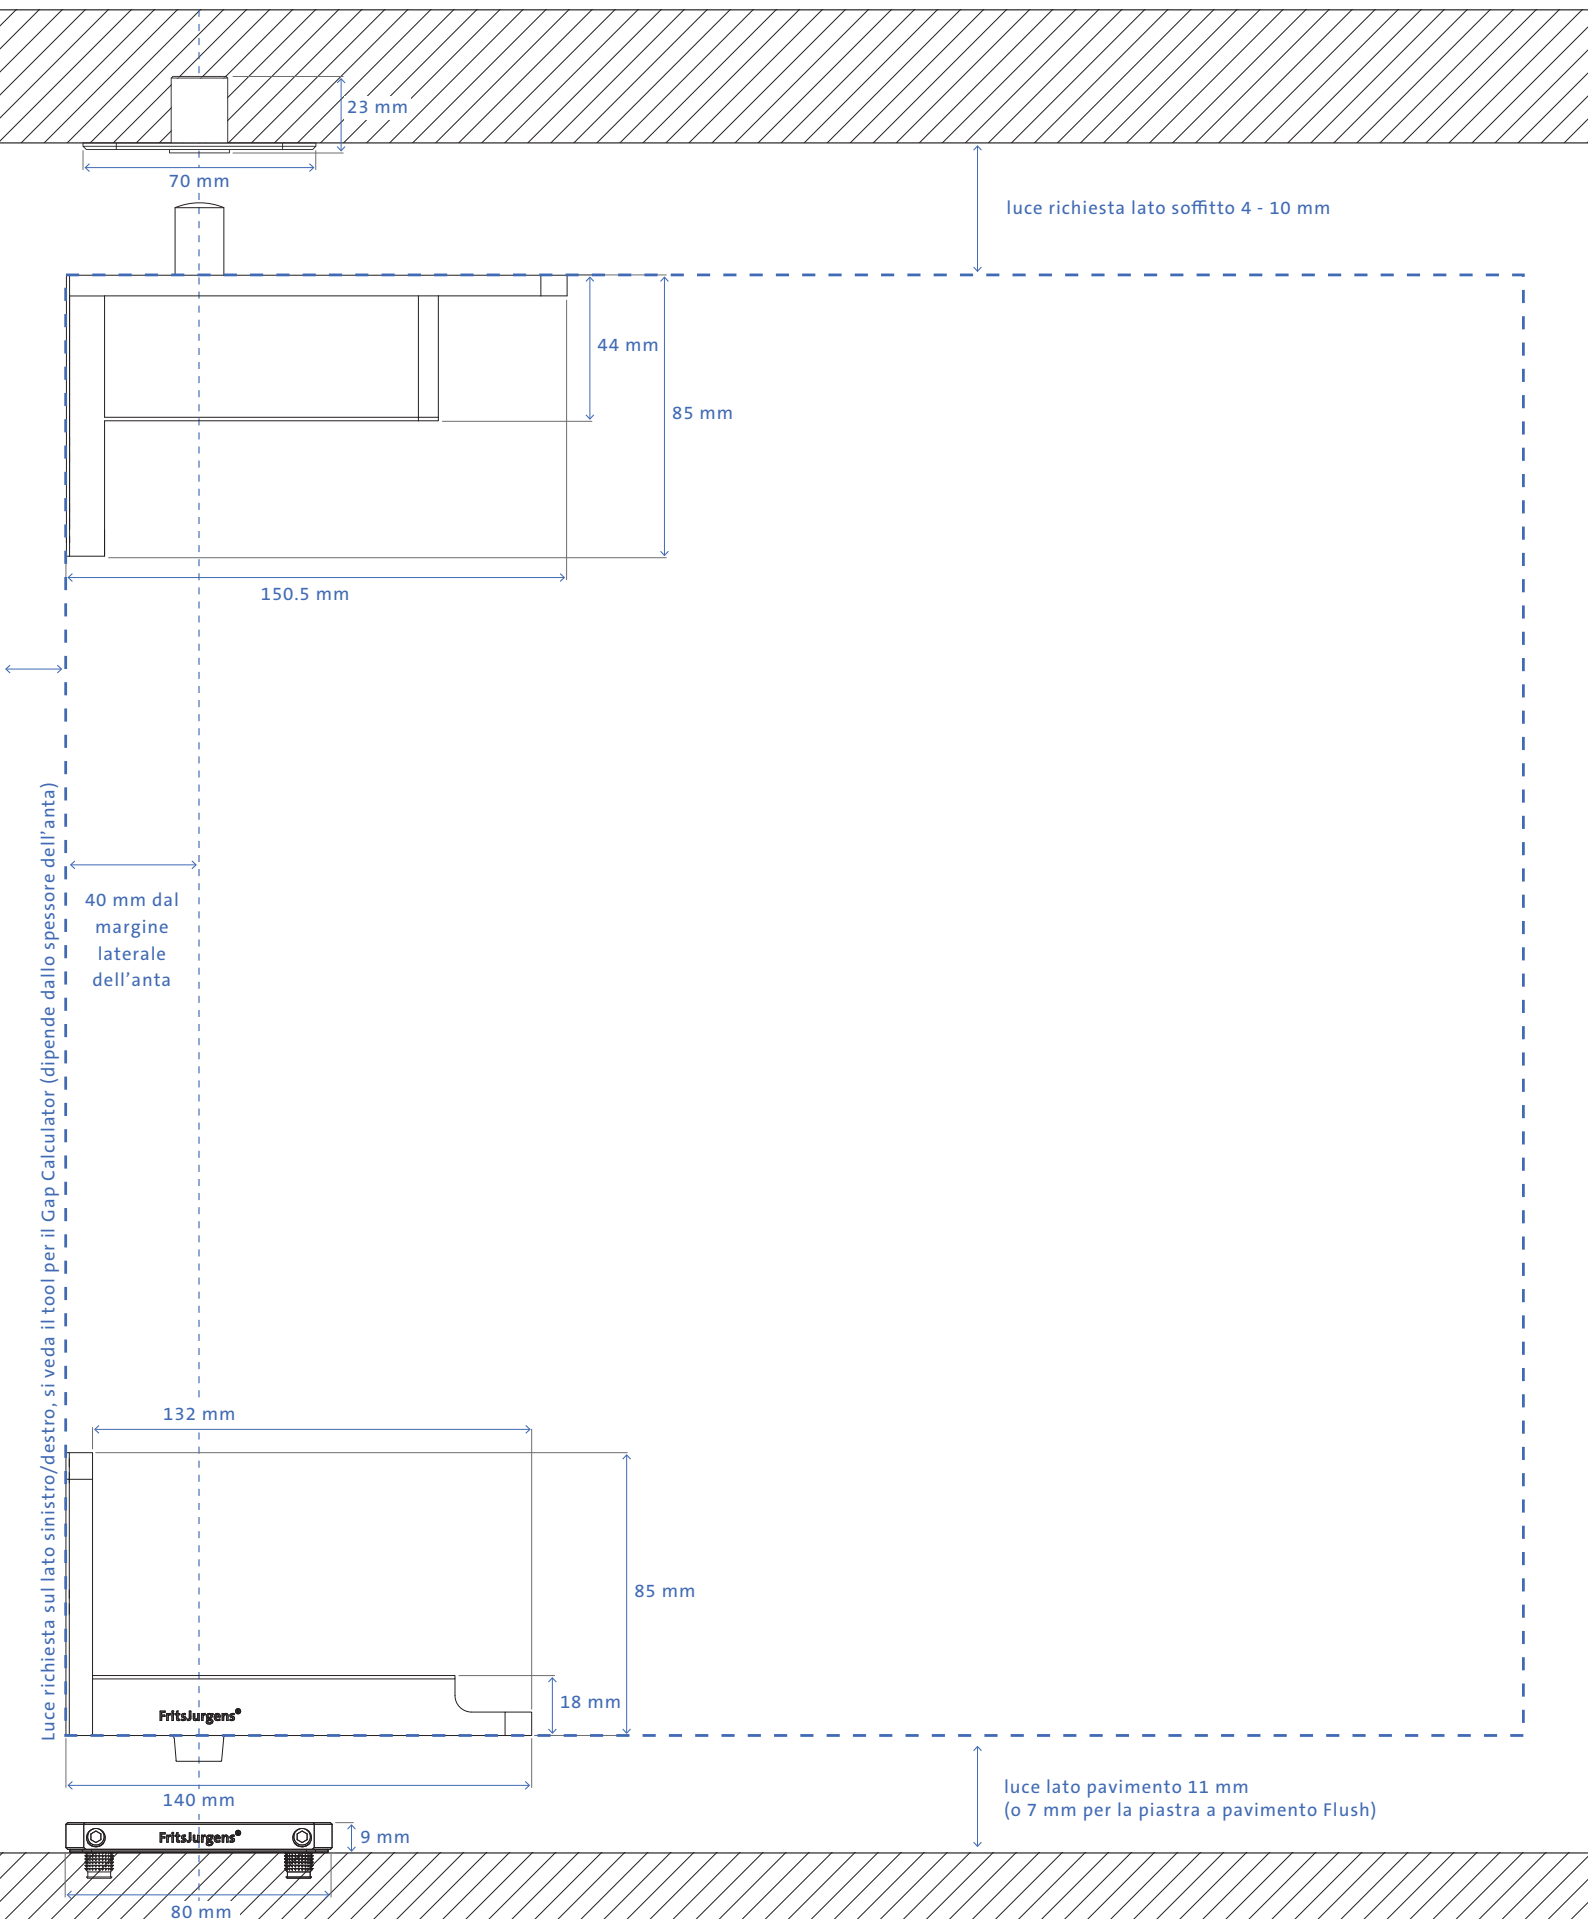 23 mm
70 mm
luce richiesta lato soffitto 4 - 10 mm
44 mm
85 mm
150.5 mm
40 mm dal
margine
laterale
dell’anta
Luce richiesta sul lato sinistro/destro, si veda il tool per il Gap Calculator (dipende dallo spessore dell’anta)
132 mm
85 mm
18 mm
FritsJurgens®
140 mm
luce lato pavimento 11 mm
(o 7 mm per la piastra a pavimento Flush)
FritsJurgens®
9 mm
80 mm